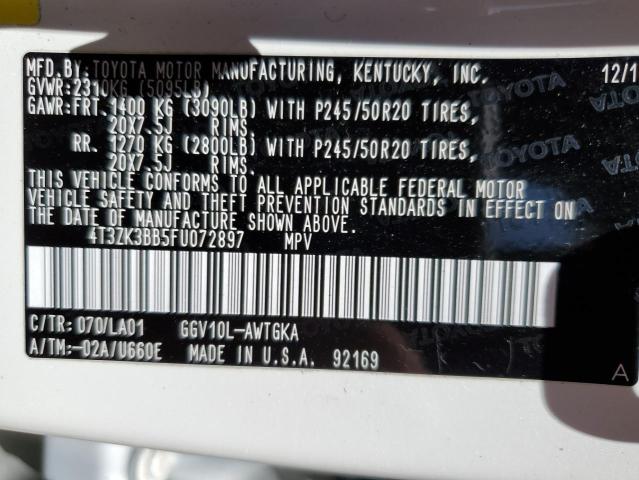 MFD.BY:TOYOTA MOTOR MANUFACTURING, KENTUCKY, INC. 12/1
GVWR:2310KG (5095LB)
GAWR:FRT. 1400 KG (3090LB) WITH P245/50R20 TIRES,
20X7.5J RIMS.
RR. 1270 KG (2800LB) WITH P245/50R20 TIRES,
20X7.5J RIMS.
THIS VEHICLE CONFORMS TO ALL APPLICABLE FEDERAL MOTOR
VEHICLE SAFETY AND THEFT PREVENTION STANDARDS IN EFFECT ON
THE DATE OF MANUFACTURE SHOWN ABOVE.
4T3ZK3BB5FU072897 MPV
C/TR: 070/LA01 GGV10L-AWTGKA
A/TM:-02A/U660E MADE IN U.S.A. 92169
A
TOYOTA